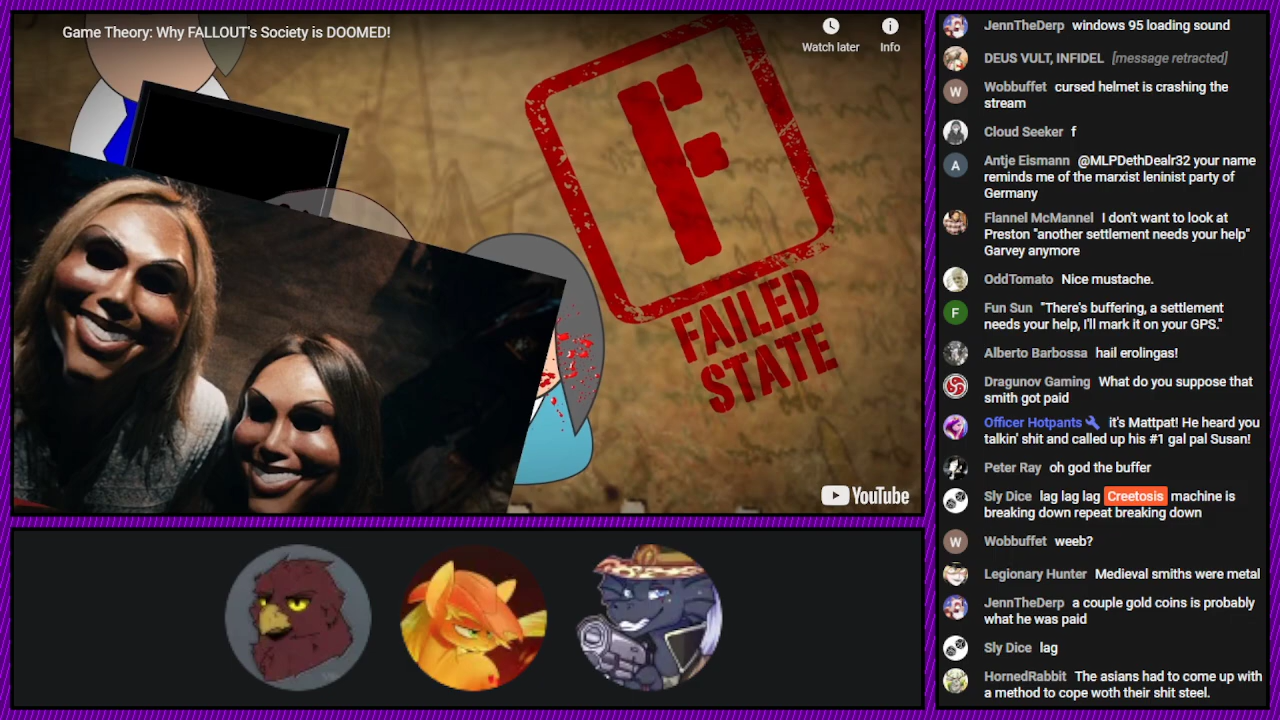 Game Theory: Why FALLOUT's Society is DOOMED!
Watch later
Info
F
FAILED
STATE
YouTube
JennTheDerp windows 95 loading sound
DEUS VULT, INFIDEL [message retracted]
W
Wobbuffet cursed helmet is crashing the
stream
Cloud Seeker f
A
Antje Eismann @MLPDethDealr32 your name
reminds me of the marxist leninist party of
Germany
Flannel McMannel I don't want to look at
Preston "another settlement needs your help"
Garvey anymore
OddTomato Nice mustache.
F
Fun Sun "There's buffering, a settlement
needs your help, I'll mark it on your GPS."
Alberto Barbossa hail erolingas!
Dragunov Gaming What do you suppose that
smith got paid
Officer Hotpants it's Mattpat! He heard you
talkin' shit and called up his #1 gal pal Susan!
Peter Ray oh god the buffer
Sly Dice lag lag lag Creetosis machine is
breaking down repeat breaking down
W
Wobbuffet weeb?
Legionary Hunter Medieval smiths were metal
JennTheDerp a couple gold coins is probably
what he was paid
Sly Dice lag
HornedRabbit The asians had to come up with
a method to cope woth their shit steel.